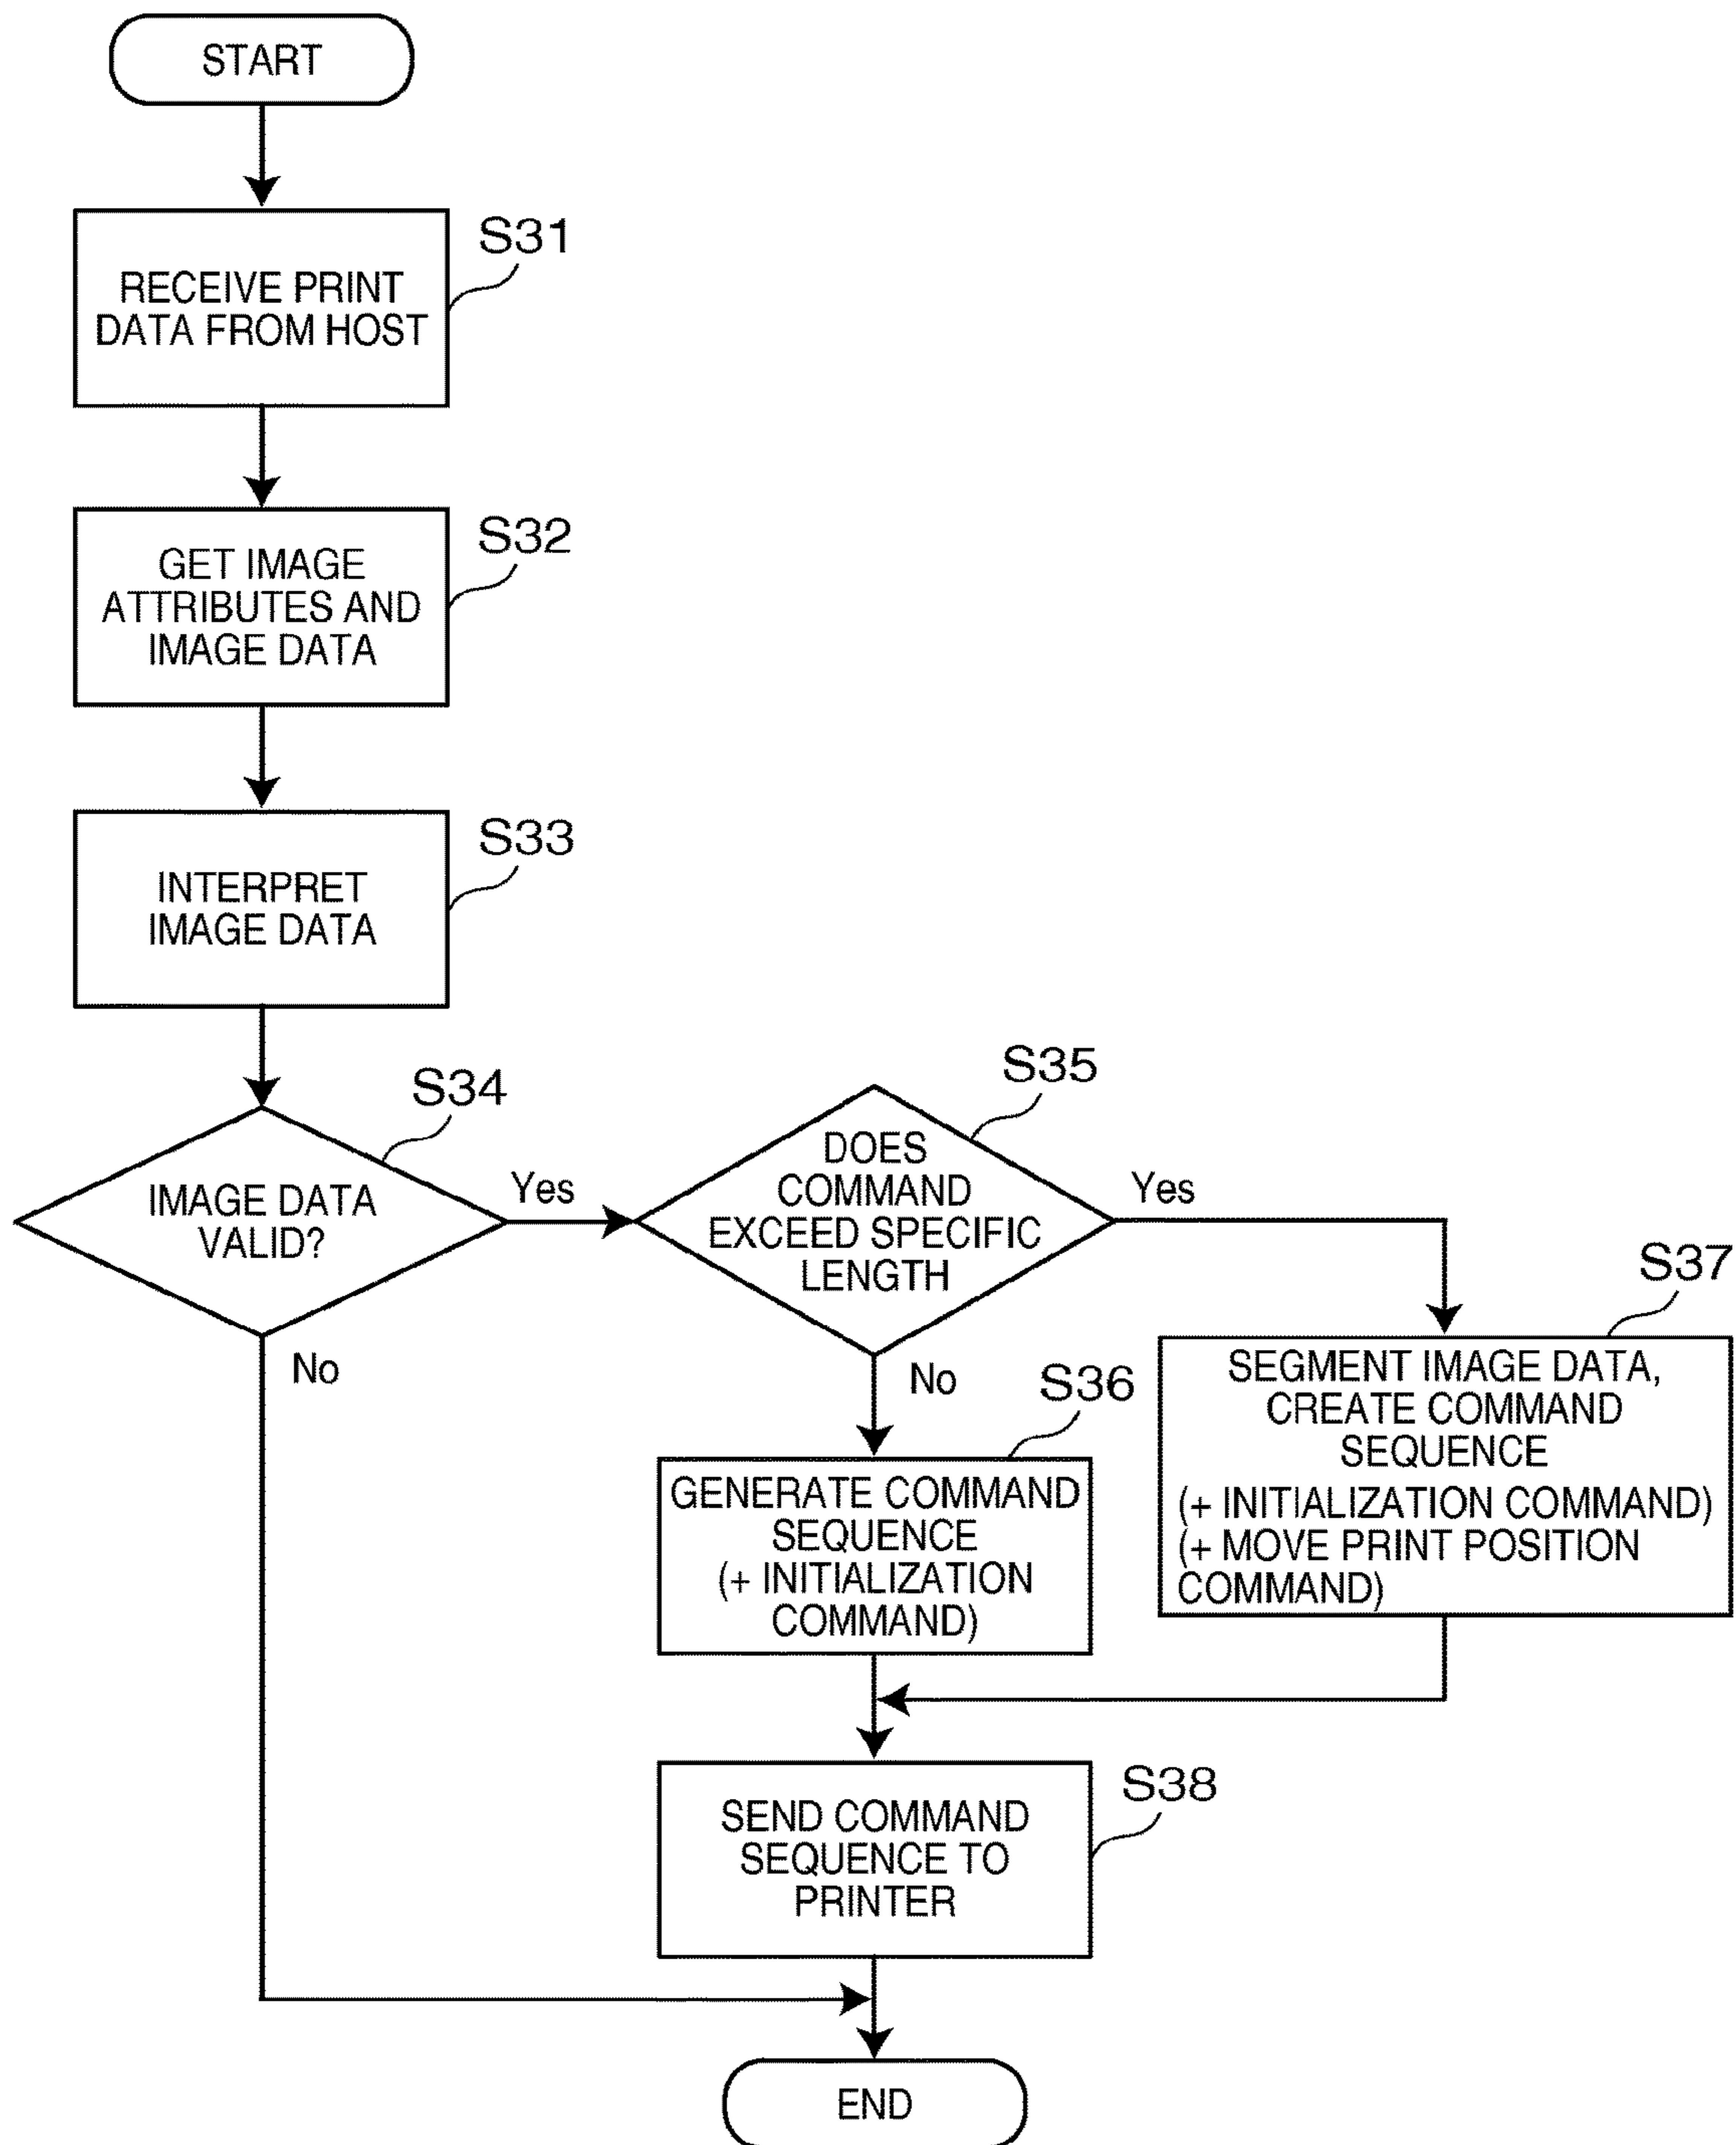 START
S31
RECEIVE PRINT
DATA FROM HOST
S32
GET IMAGE
ATTRIBUTES AND
IMAGE DATA
S33
INTERPRET
IMAGE DATA
S34
IMAGE DATA
VALID?
Yes
No
S35
DOES
COMMAND
EXCEED SPECIFIC
LENGTH
Yes
No
S36
GENERATE COMMAND
SEQUENCE
(+ INITIALIZATION
COMMAND)
S37
SEGMENT IMAGE DATA,
CREATE COMMAND
SEQUENCE
(+ INITIALIZATION COMMAND)
(+ MOVE PRINT POSITION
COMMAND)
S38
SEND COMMAND
SEQUENCE TO
PRINTER
END